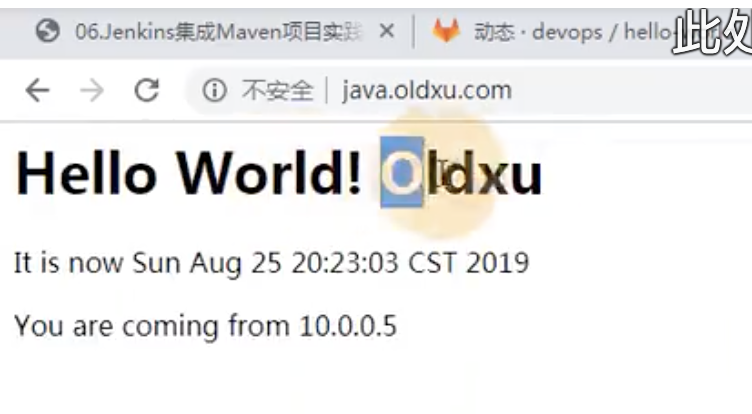 06.Jenkins集成Maven项目实践
动态 · devops / hello-
此处
不安全 | java.oldxu.com
Hello World! Oldxu
It is now Sun Aug 25 20:23:03 CST 2019
You are coming from 10.0.0.5